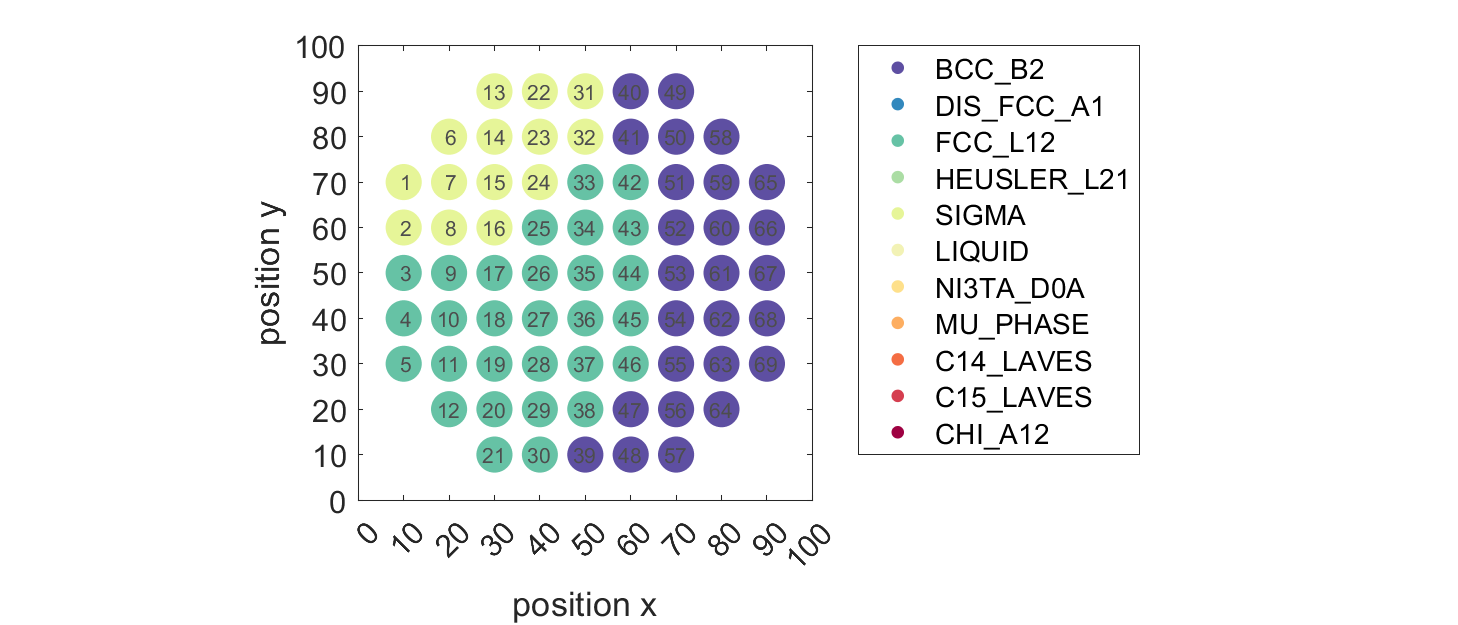 100
90 13 22 31 40 49
80 6 14 23 32 41 50 58
70 1 7 15 24 33 42 51 59 65
60 2 8 16 25 34 43 52 60 66
50 3 9 17 26 35 44 53 61 67
40 4 10 18 27 36 45 54 62 68
30 5 11 19 28 37 46 55 63 69
20 12 20 29 38 47 56 64
10 21 30 39 48 57
0
0 10 20 30 40 50 60 70 80 90 100
position x
position y
BCC_B2
DIS_FCC_A1
FCC_L12
HEUSLER_L21
SIGMA
LIQUID
NI3TA_D0A
MU_PHASE
C14_LAVES
C15_LAVES
CHI_A12